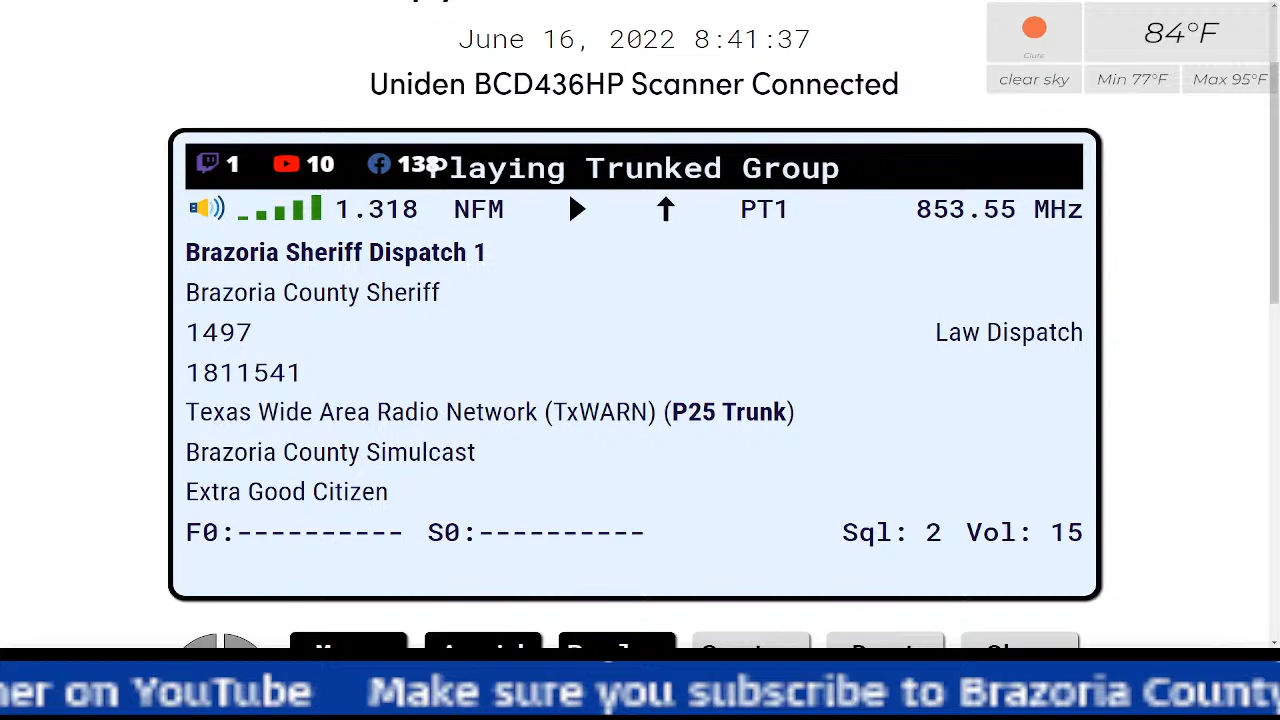 June 16, 2022 8:41:37
84°F
Clute
clear sky Min 77°F Max 95°F
Uniden BCD436HP Scanner Connected
1 10 138 Playing Trunked Group
1.318 NFM PT1 853.55 MHz
Brazoria Sheriff Dispatch 1
Brazoria County Sheriff
1497 Law Dispatch
1811541
Texas Wide Area Radio Network (TxWARN) (P25 Trunk)
Brazoria County Simulcast
Extra Good Citizen
F0:---------- S0:---------- Sql: 2 Vol: 15
ner on YouTube Make sure you subscribe to Brazoria County